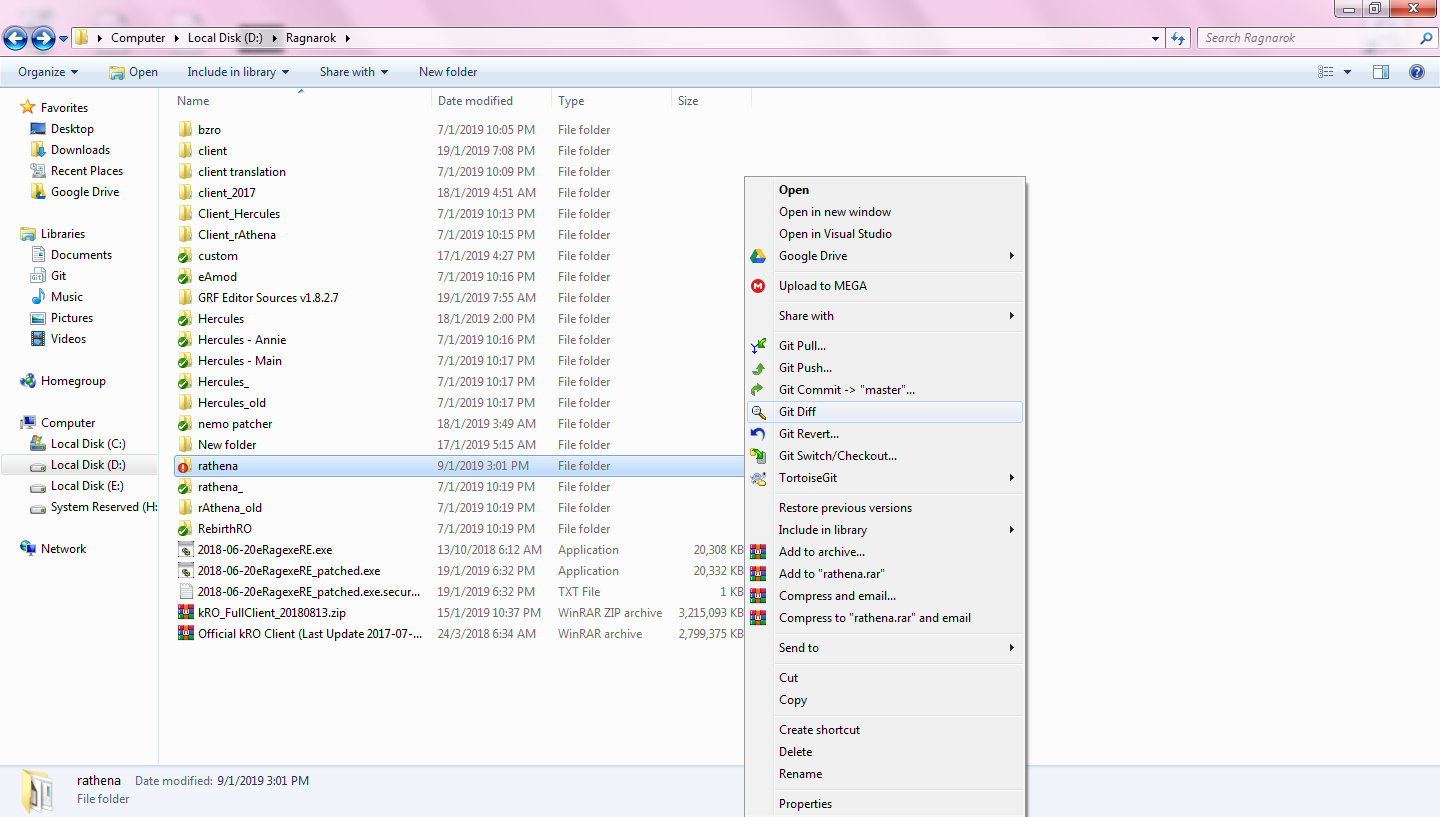 Computer Local Disk (D:) Ragnarok
Search Ragnarok
Organize Open Include in library Share with New folder
Name Date modified Type Size
Favorites
Desktop
Downloads
Recent Places
Google Drive
Libraries
Documents
Git
Music
Pictures
Videos
Homegroup
Computer
Local Disk (C:)
Local Disk (D:)
Local Disk (E:)
System Reserved (H:
Network
bzro 7/1/2019 10:05 PM File folder
client 19/1/2019 7:08 PM File folder
client translation 7/1/2019 10:09 PM File folder
client_2017 18/1/2019 4:51 AM File folder
Client_Hercules 7/1/2019 10:13 PM File folder
Client_rAthena 7/1/2019 10:15 PM File folder
custom 17/1/2019 4:27 PM File folder
eAmod 7/1/2019 10:16 PM File folder
GRF Editor Sources v1.8.2.7 19/1/2019 7:55 AM File folder
Hercules 18/1/2019 2:00 PM File folder
Hercules - Annie 7/1/2019 10:16 PM File folder
Hercules - Main 7/1/2019 10:17 PM File folder
Hercules_ 7/1/2019 10:17 PM File folder
Hercules_old 7/1/2019 10:17 PM File folder
nemo patcher 18/1/2019 3:49 AM File folder
New folder 17/1/2019 5:15 AM File folder
rathena 9/1/2019 3:01 PM File folder
rathena_ 7/1/2019 10:19 PM File folder
rAthena_old 7/1/2019 10:19 PM File folder
RebirthRO 7/1/2019 10:19 PM File folder
2018-06-20eRagexeRE.exe 13/10/2018 6:12 AM Application 20,308 KB
2018-06-20eRagexeRE_patched.exe 19/1/2019 6:32 PM Application 20,332 KB
2018-06-20eRagexeRE_patched.exe.secur... 19/1/2019 6:32 PM TXT File 1 KB
kRO_FullClient_20180813.zip 15/1/2019 10:37 PM WinRAR ZIP archive 3,215,093 KB
Official kRO Client (Last Update 2017-07-... 24/3/2018 6:34 AM WinRAR archive 2,799,375 KB
Open
Open in new window
Open in Visual Studio
Google Drive
Upload to MEGA
Share with
Git Pull...
Git Push...
Git Commit -> "master"...
Git Diff
Git Revert...
Git Switch/Checkout...
TortoiseGit
Restore previous versions
Include in library
Add to archive...
Add to "rathena.rar"
Compress and email...
Compress to "rathena.rar" and email
Send to
Cut
Copy
Create shortcut
Delete
Rename
Properties
rathena Date modified: 9/1/2019 3:01 PM
File folder